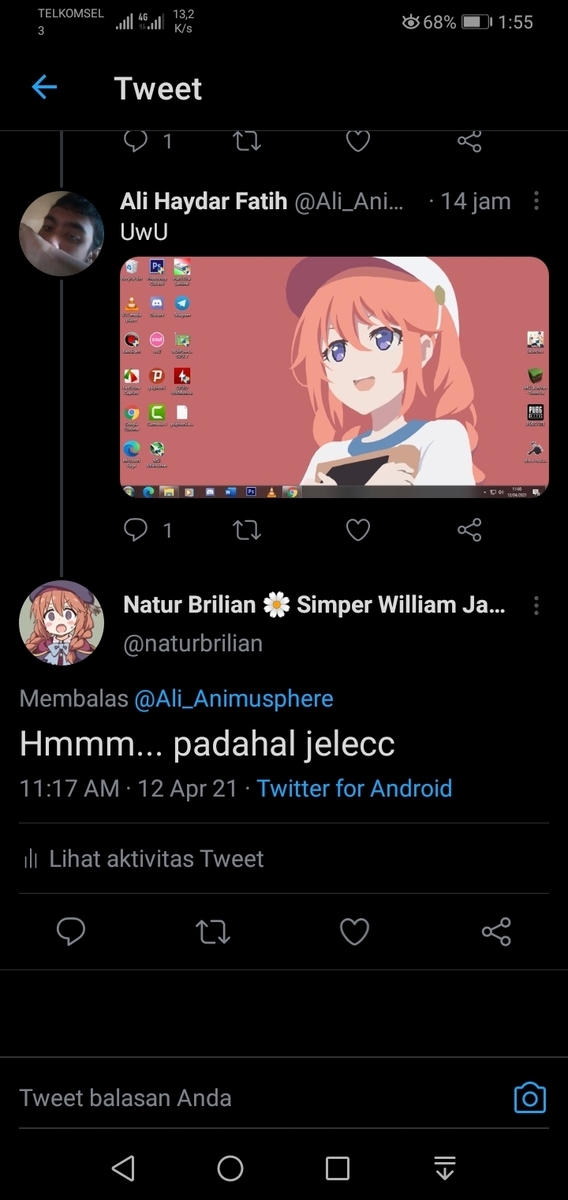 TELKOMSEL
3
4G
13,2
K/s
68%
1:55
Tweet
1
Ali Haydar Fatih @Ali_Ani... · 14 jam
UwU
1
Natur Brilian 🌼 Simper William Ja...
@naturbrilian
Membalas @Ali_Animusphere
Hmmm... padahal jelecc
11:17 AM · 12 Apr 21 · Twitter for Android
Lihat aktivitas Tweet
Tweet balasan Anda